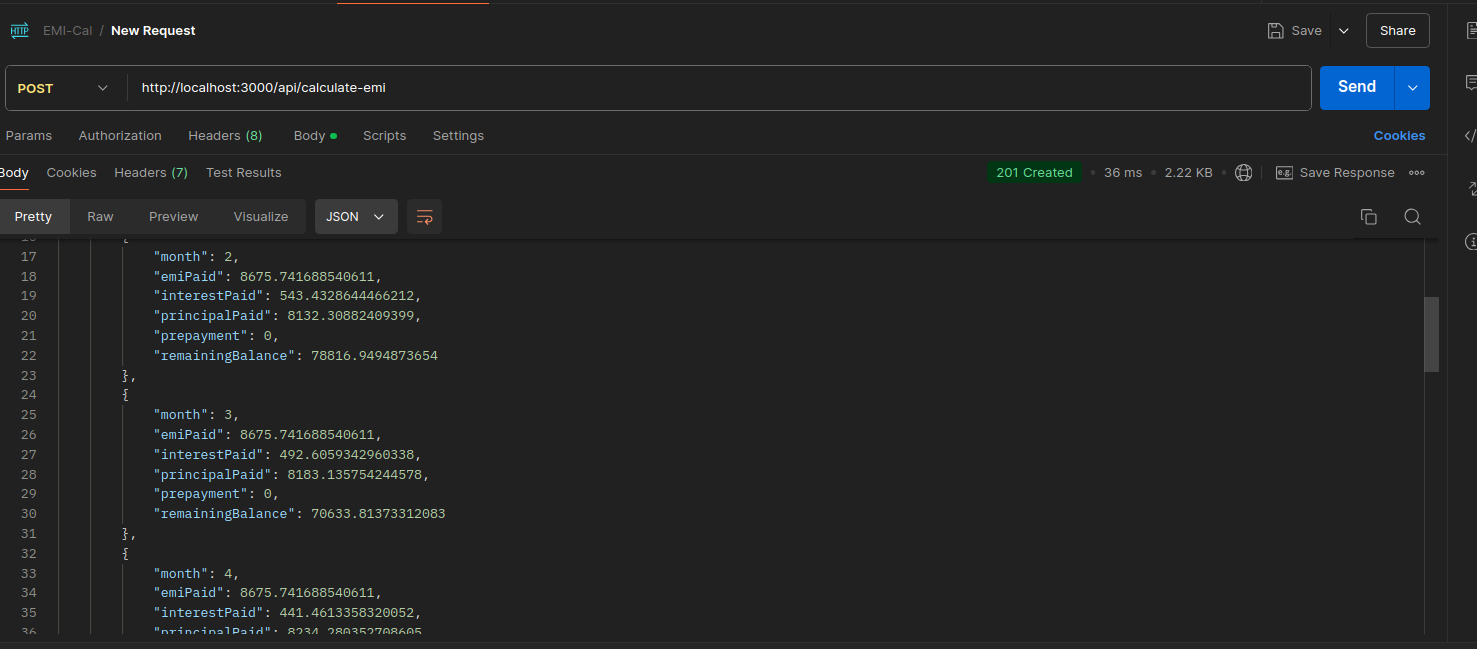 HTTP EMI-Cal / New Request Save Share
POST http://localhost:3000/api/calculate-emi Send
Params Authorization Headers (8) Body Scripts Settings Cookies
Body Cookies Headers (7) Test Results 201 Created 36 ms 2.22 KB e.g. Save Response
Pretty Raw Preview Visualize JSON
16 {
17 "month": 2,
18 "emiPaid": 8675.741688540611,
19 "interestPaid": 543.4328644466212,
20 "principalPaid": 8132.30882409399,
21 "prepayment": 0,
22 "remainingBalance": 78816.9494873654
23 },
24 {
25 "month": 3,
26 "emiPaid": 8675.741688540611,
27 "interestPaid": 492.6059342960338,
28 "principalPaid": 8183.135754244578,
29 "prepayment": 0,
30 "remainingBalance": 70633.81373312083
31 },
32 {
33 "month": 4,
34 "emiPaid": 8675.741688540611,
35 "interestPaid": 441.4613358320052,
36 "principalPaid": 8234.280352708605